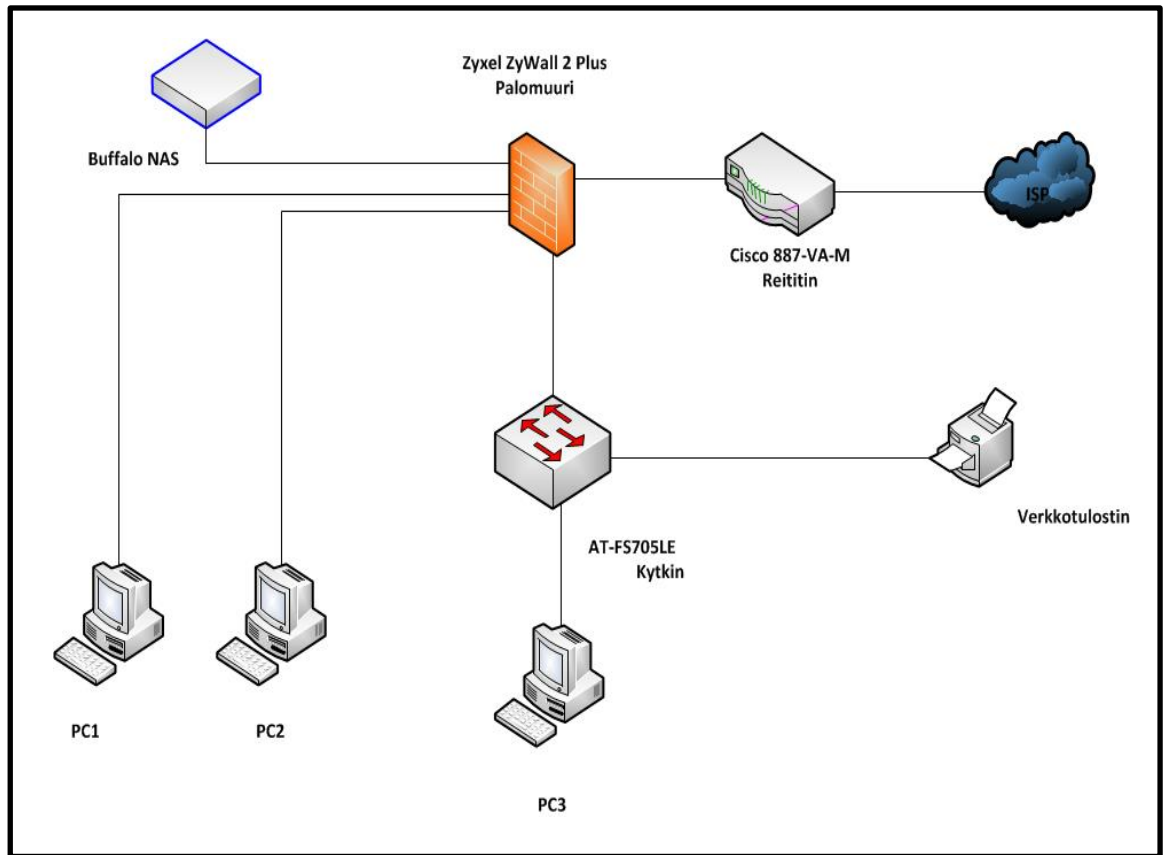 Zyxel ZyWall 2 Plus
Palomuuri
Buffalo NAS
ISP
Cisco 887-VA-M
Reititin
Verkkotulostin
AT-FS705LE
Kytkin
PC1
PC2
PC3